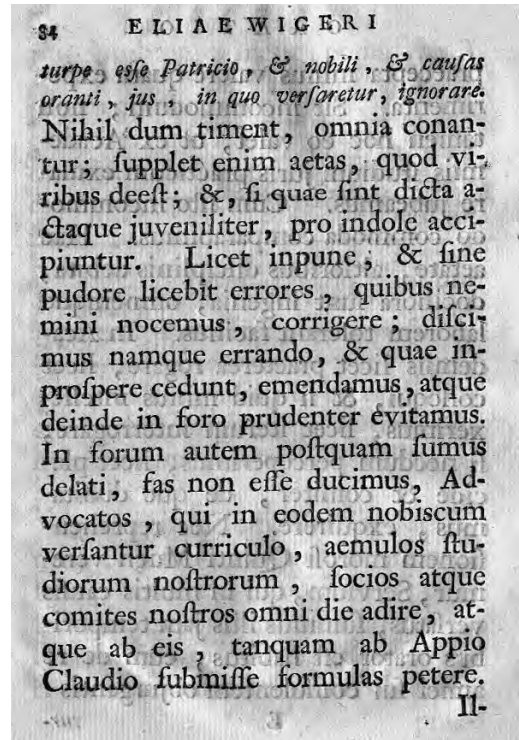 84 ELIAE WIGERI
turpe esſe Patricio, & nobili, & cauſas
oranti, jus, in quo verſaretur, ignorare.
Nihil dum timent, omnia conan-
tur; ſupplet enim aetas, quod vi-
ribus deeſt; &, ſi quae ſint dicta a-
ctaque juveniliter, pro indole acci-
piuntur. Licet inpune, & ſine
pudore licebit errores, quibus ne-
mini nocemus, corrigere; diſci-
mus namque errando, & quae in-
proſpere cedunt, emendamus, atque
deinde in foro prudenter evitamus.
In forum autem poſtquam ſumus
delati, fas non eſſe ducimus, Ad-
vocatos, qui in eodem nobiscum
verſantur curriculo, aemulos ſtu-
diorum noſtrorum, ſocios atque
comites noſtros omni die adire, at-
que ab eis, tanquam ab Appio
Claudio ſubmiſſe formulas petere.
Il-